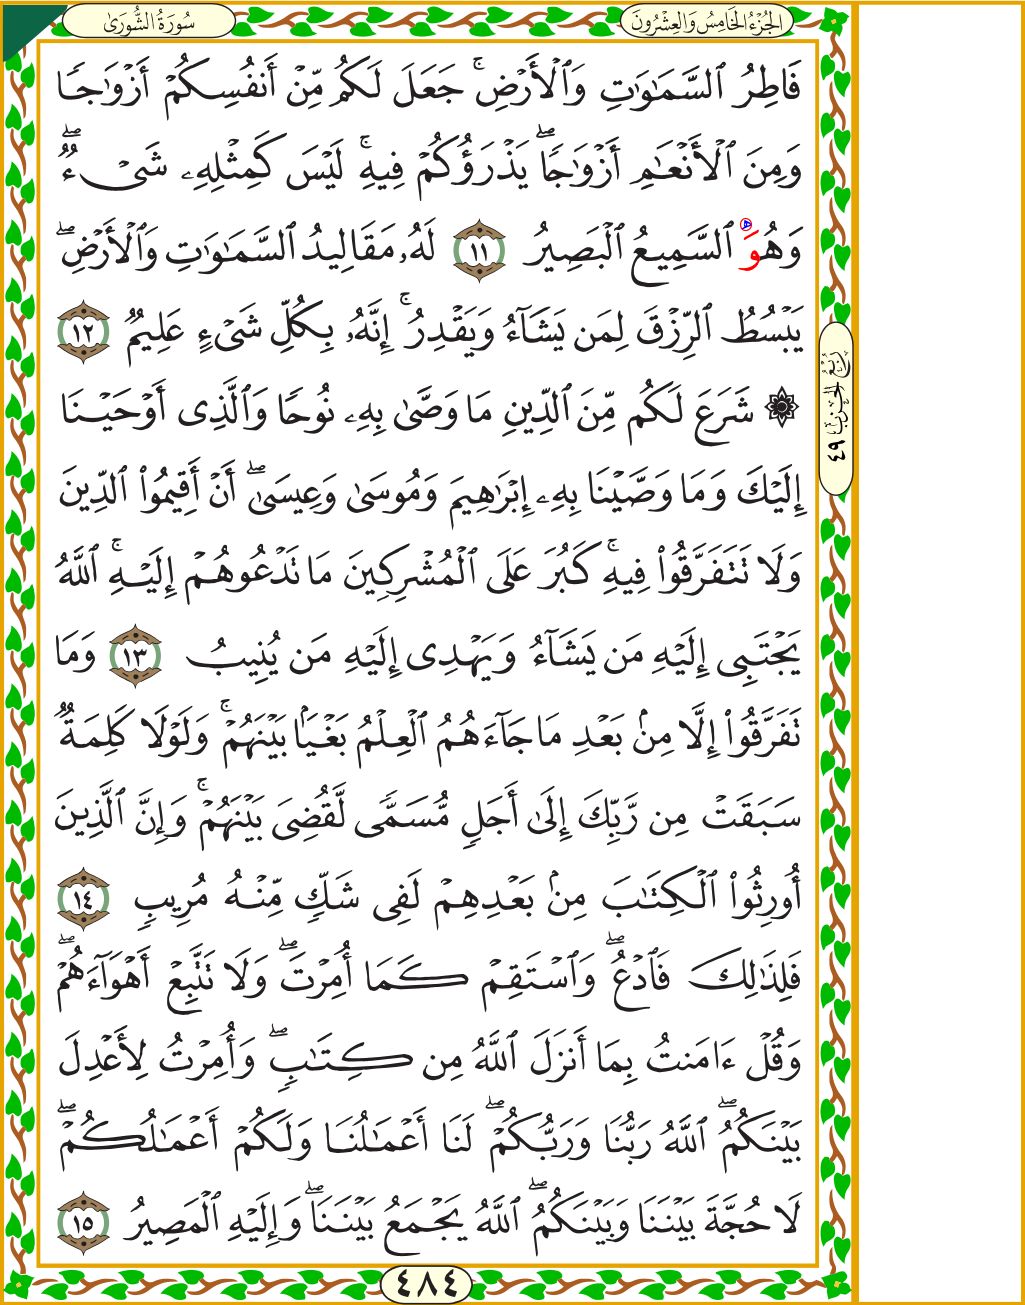 سُورَةُ الشُّورَىٰ
الجُزْءُ الخَامِسُ وَالعِشْرُونَ
فَاطِرُ ٱلسَّمَٰوَٰتِ وَٱلْأَرْضِ ۚ جَعَلَ لَكُم مِّنْ أَنفُسِكُمْ أَزْوَٰجًا
وَمِنَ ٱلْأَنْعَٰمِ أَزْوَٰجًا ۖ يَذْرَؤُكُمْ فِيهِ ۚ لَيْسَ كَمِثْلِهِۦ شَىْءٌ ۖ
وَهُوَ ٱلسَّمِيعُ ٱلْبَصِيرُ ١١ لَهُۥ مَقَالِيدُ ٱلسَّمَٰوَٰتِ وَٱلْأَرْضِ ۖ
يَبْسُطُ ٱلرِّزْقَ لِمَن يَشَآءُ وَيَقْدِرُ ۚ إِنَّهُۥ بِكُلِّ شَىْءٍ عَلِيمٌ ١٢
۞ شَرَعَ لَكُم مِّنَ ٱلدِّينِ مَا وَصَّىٰ بِهِۦ نُوحًا وَٱلَّذِىٓ أَوْحَيْنَآ
إِلَيْكَ وَمَا وَصَّيْنَا بِهِۦٓ إِبْرَٰهِيمَ وَمُوسَىٰ وَعِيسَىٰٓ ۖ أَنْ أَقِيمُوا۟ ٱلدِّينَ
وَلَا تَتَفَرَّقُوا۟ فِيهِ ۚ كَبُرَ عَلَى ٱلْمُشْرِكِينَ مَا تَدْعُوهُمْ إِلَيْهِ ۚ ٱللَّهُ
يَجْتَبِىٓ إِلَيْهِ مَن يَشَآءُ وَيَهْدِىٓ إِلَيْهِ مَن يُنِيبُ ١٣ وَمَا
تَفَرَّقُوٓا۟ إِلَّا مِنۢ بَعْدِ مَا جَآءَهُمُ ٱلْعِلْمُ بَغْيًۢا بَيْنَهُمْ ۚ وَلَوْلَا كَلِمَةٌ
سَبَقَتْ مِن رَّبِّكَ إِلَىٰٓ أَجَلٍ مُّسَمًّى لَّقُضِىَ بَيْنَهُمْ ۚ وَإِنَّ ٱلَّذِينَ
أُورِثُوا۟ ٱلْكِتَٰبَ مِنۢ بَعْدِهِمْ لَفِى شَكٍّ مِّنْهُ مُرِيبٍ ١٤
فَلِذَٰلِكَ فَٱدْعُ ۖ وَٱسْتَقِمْ كَمَآ أُمِرْتَ ۖ وَلَا تَتَّبِعْ أَهْوَآءَهُمْ ۖ
وَقُلْ ءَامَنتُ بِمَآ أَنزَلَ ٱللَّهُ مِن كِتَٰبٍ ۖ وَأُمِرْتُ لِأَعْدِلَ
بَيْنَكُمُ ۖ ٱللَّهُ رَبُّنَا وَرَبُّكُمْ ۖ لَنَآ أَعْمَٰلُنَا وَلَكُمْ أَعْمَٰلُكُمْ ۖ
لَا حُجَّةَ بَيْنَنَا وَبَيْنَكُمُ ۖ ٱللَّهُ يَجْمَعُ بَيْنَنَا ۖ وَإِلَيْهِ ٱلْمَصِيرُ ١٥
رُبْعُ الحِزْبِ ٤٩
٤٨٤